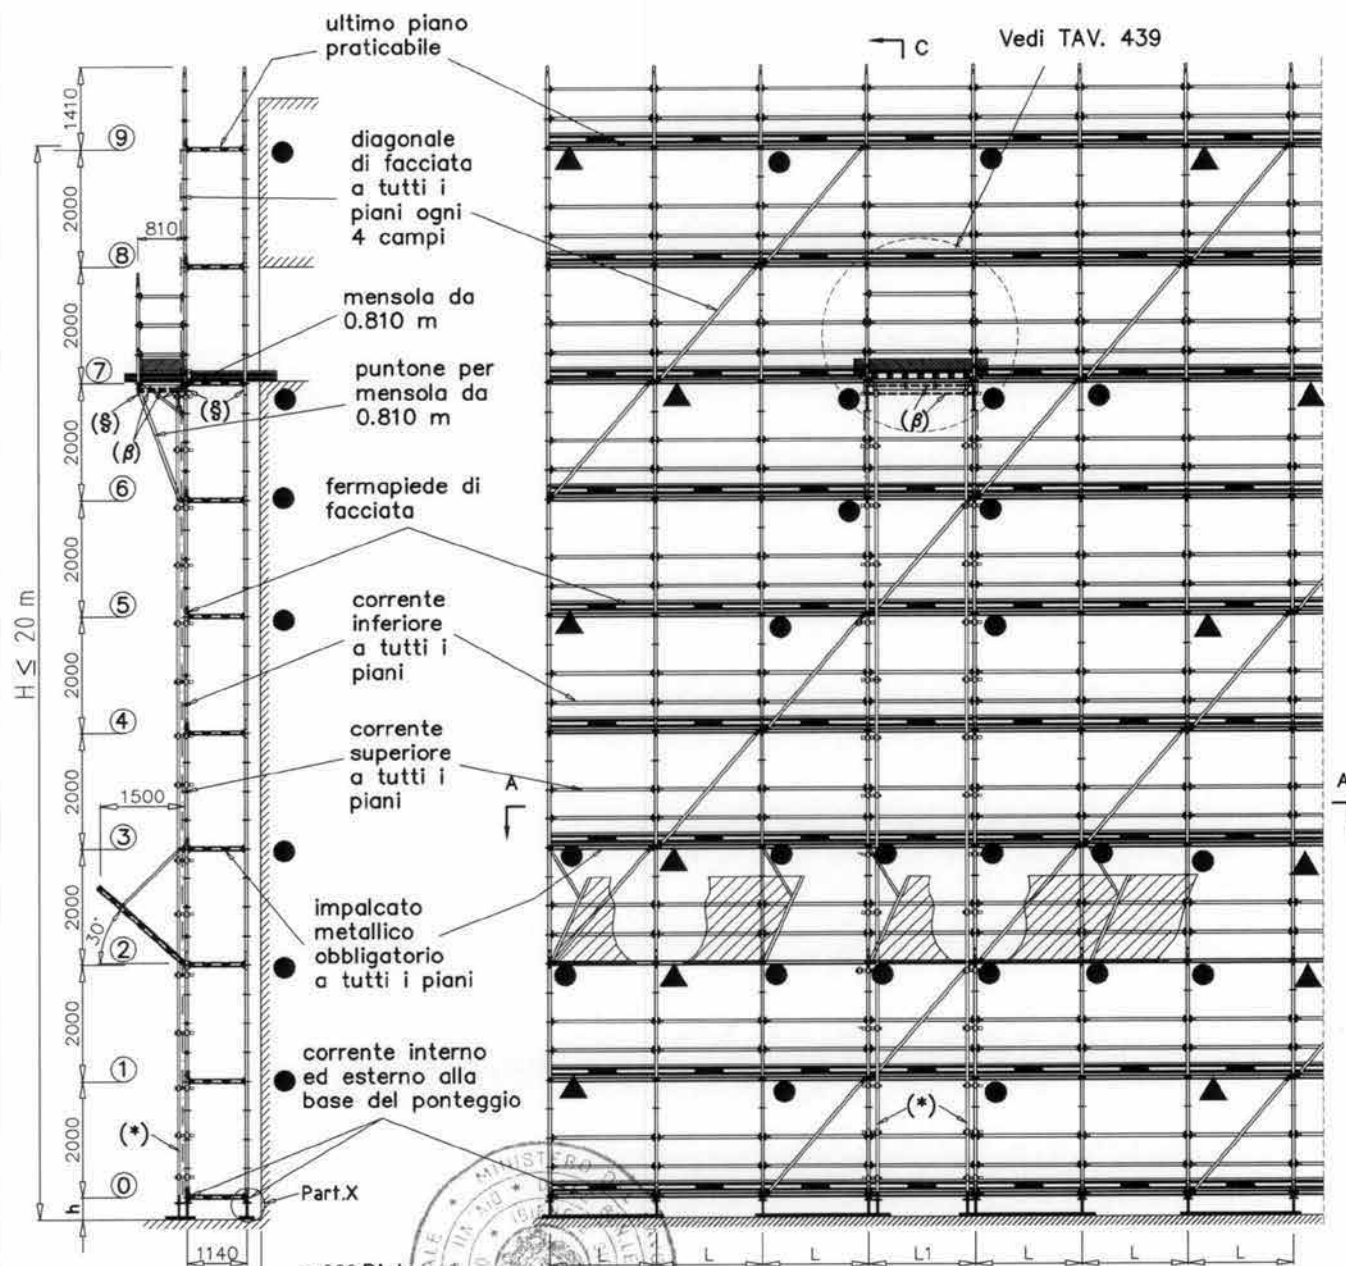 ultimo piano
praticabile
C
Vedi TAV. 439
1410
9
diagonale
di facciata
a tutti i
piani ogni
4 campi
2000
810
8
2000
mensola da
0.810 m
7
puntone per
mensola da
0.810 m
(§)
(§)
(β)
(β)
2000
6
fermapiede di
facciata
2000
H ≤ 20 m
5
corrente
inferiore
a tutti i
piani
2000
4
corrente
superiore
a tutti i
piani
2000
A
A
1500
3
impalcato
metallico
obbligatorio
a tutti i piani
2000
30°
2
2000
corrente interno
ed esterno alla
base del ponteggio
1
(*)
(*)
2000
MINISTERO
0
Part.X
h
1140
L
L
L
L1
L
L
L